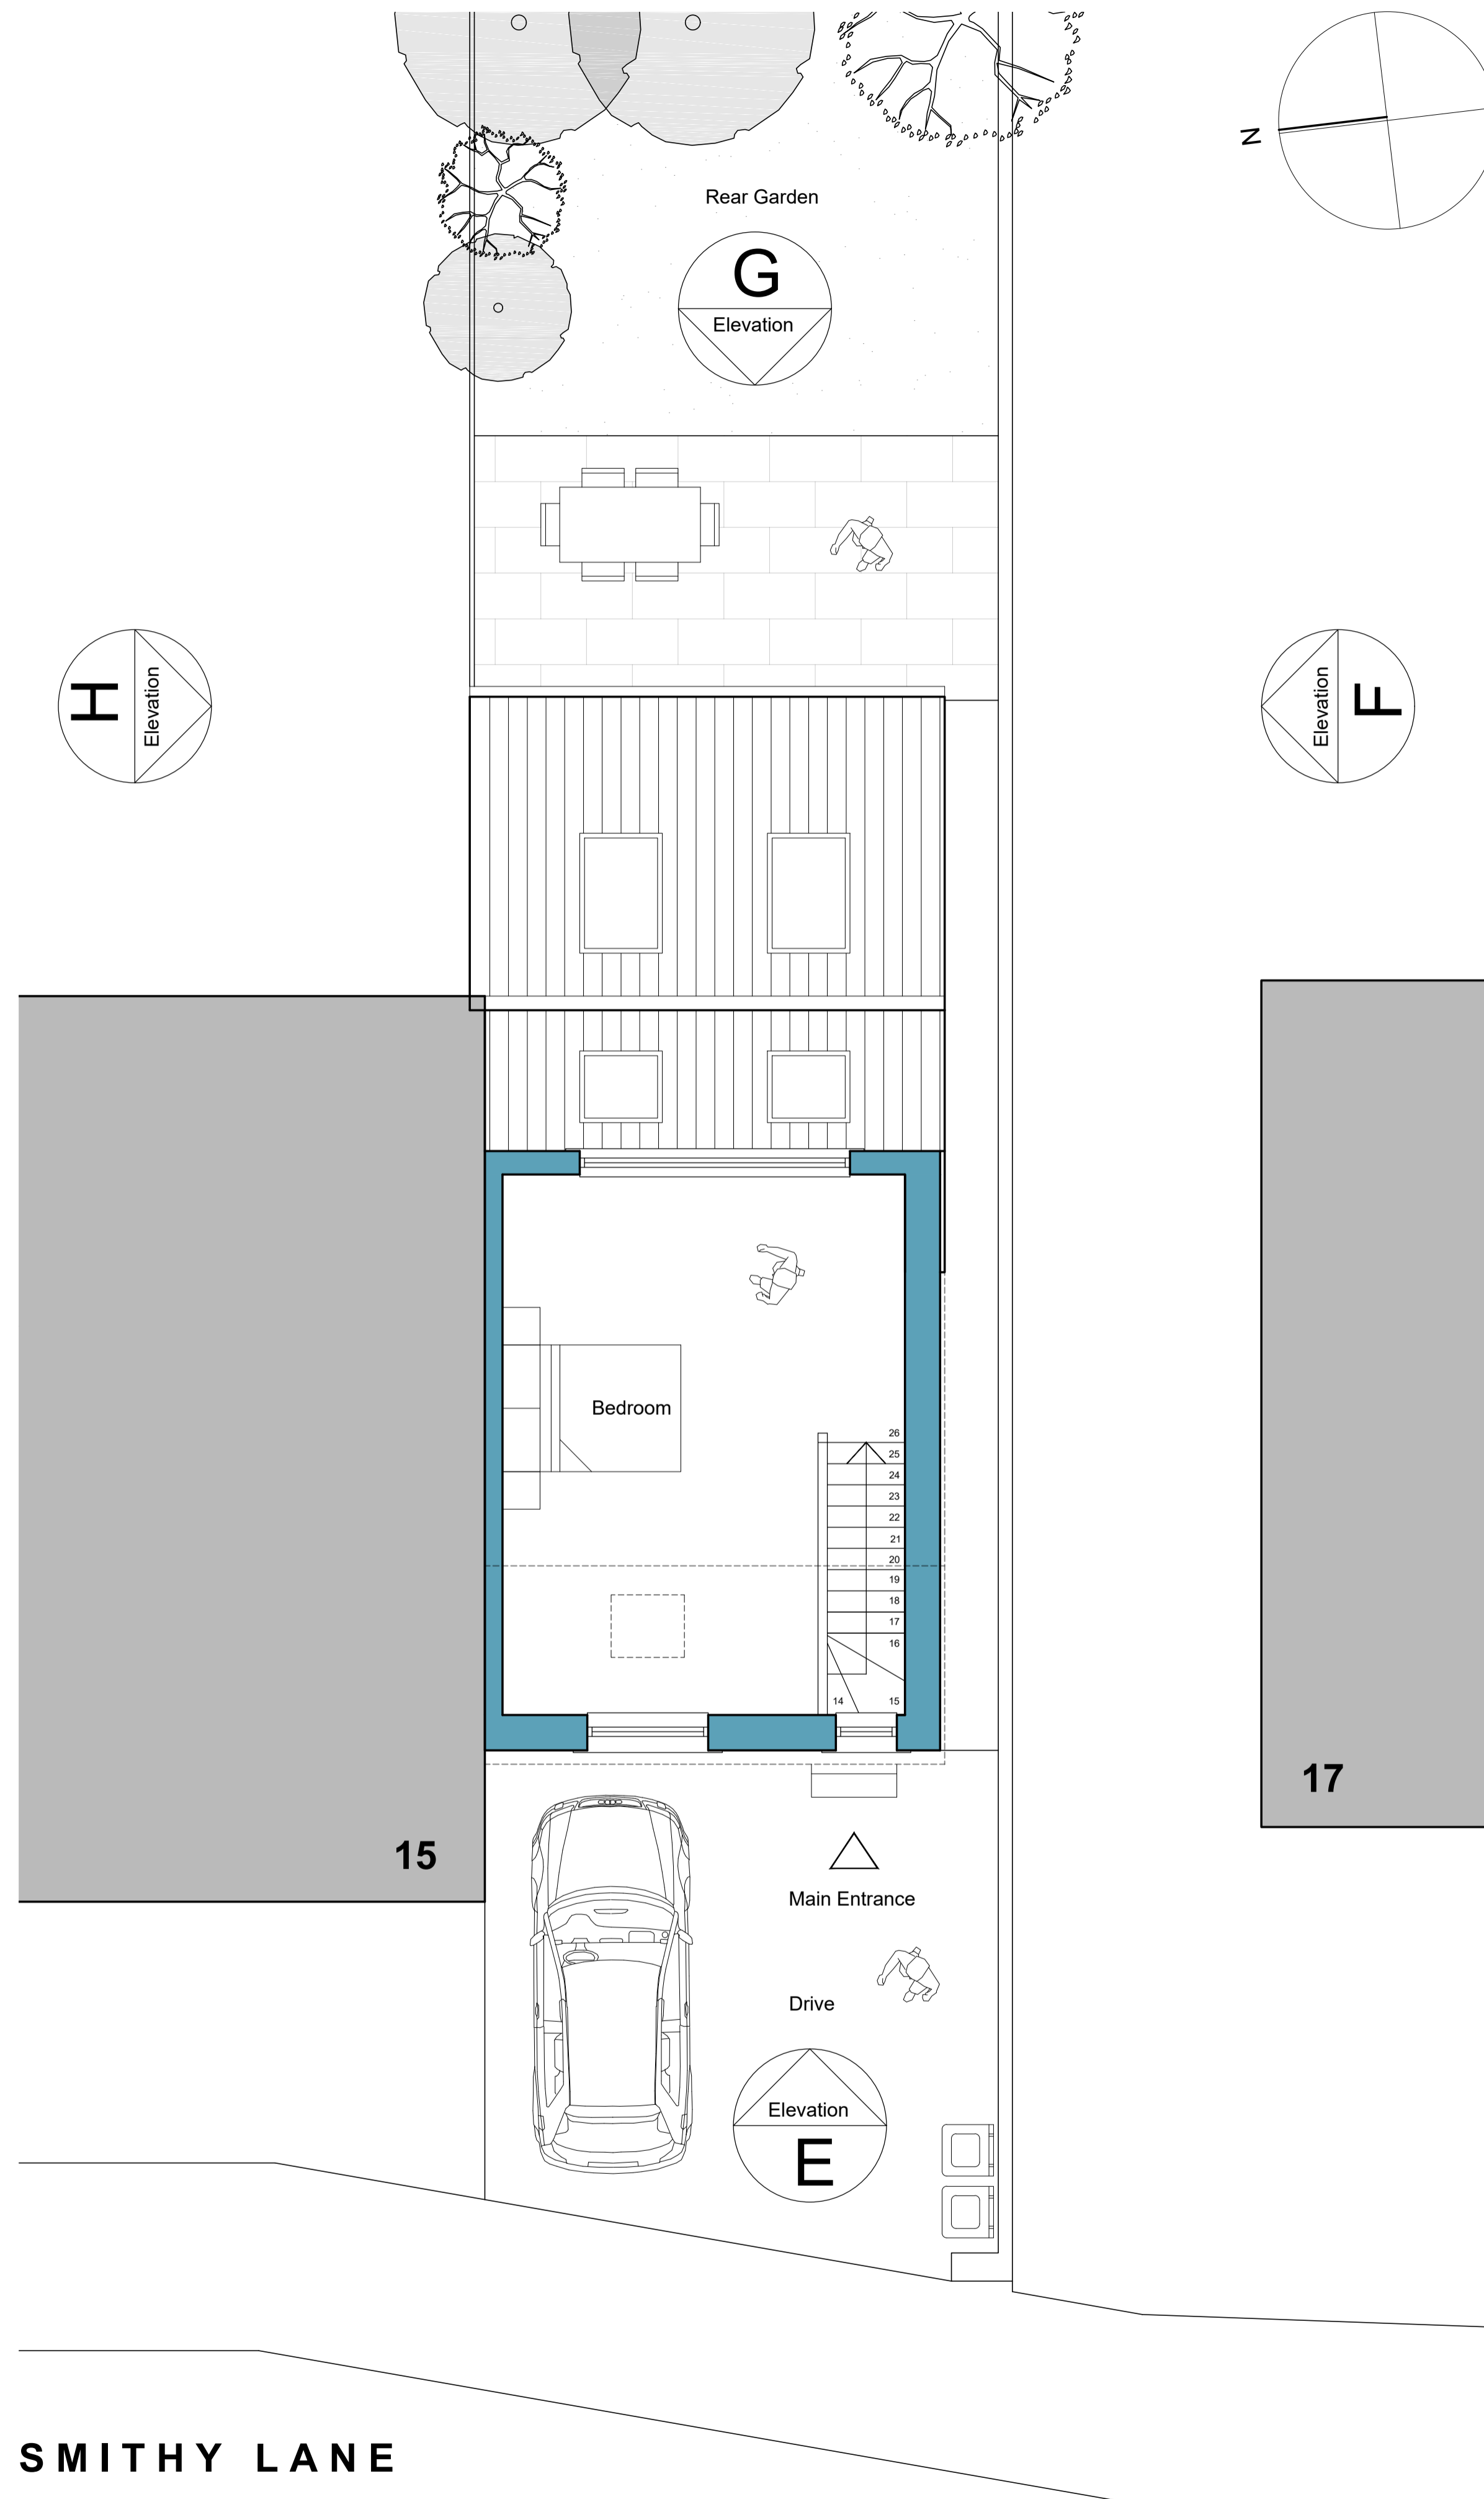 N
Rear Garden
G
Elevation
H
Elevation
Elevation
F
Bedroom
26
25
24
23
22
21
20
19
18
17
16
14 15
17
15
Main Entrance
Drive
Elevation
E
SMITHY LANE